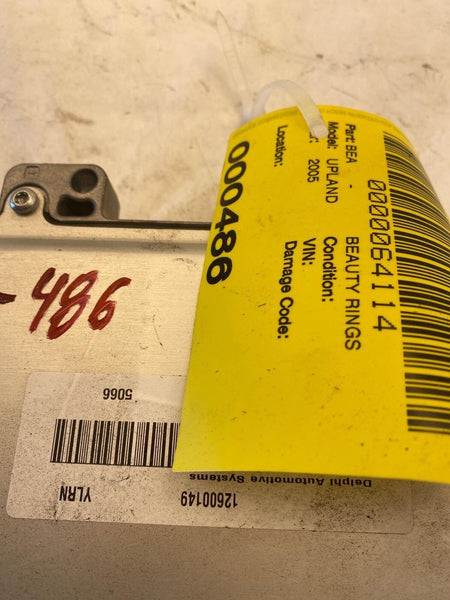 0000064114
Part: BEA - BEAUTY RINGS
Model: UPLAND Condition:
: 2005 VIN:
Location: Damage Code:
000486
-486
Delphi Automotive Systems
12600149 YLRN
5066